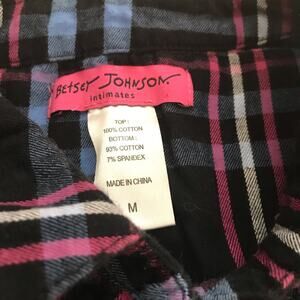 BETSEY JOHNSON
intimates
TOP:
100% COTTON
BOTTOM:
93% COTTON
7% SPANDEX
MADE IN CHINA
M